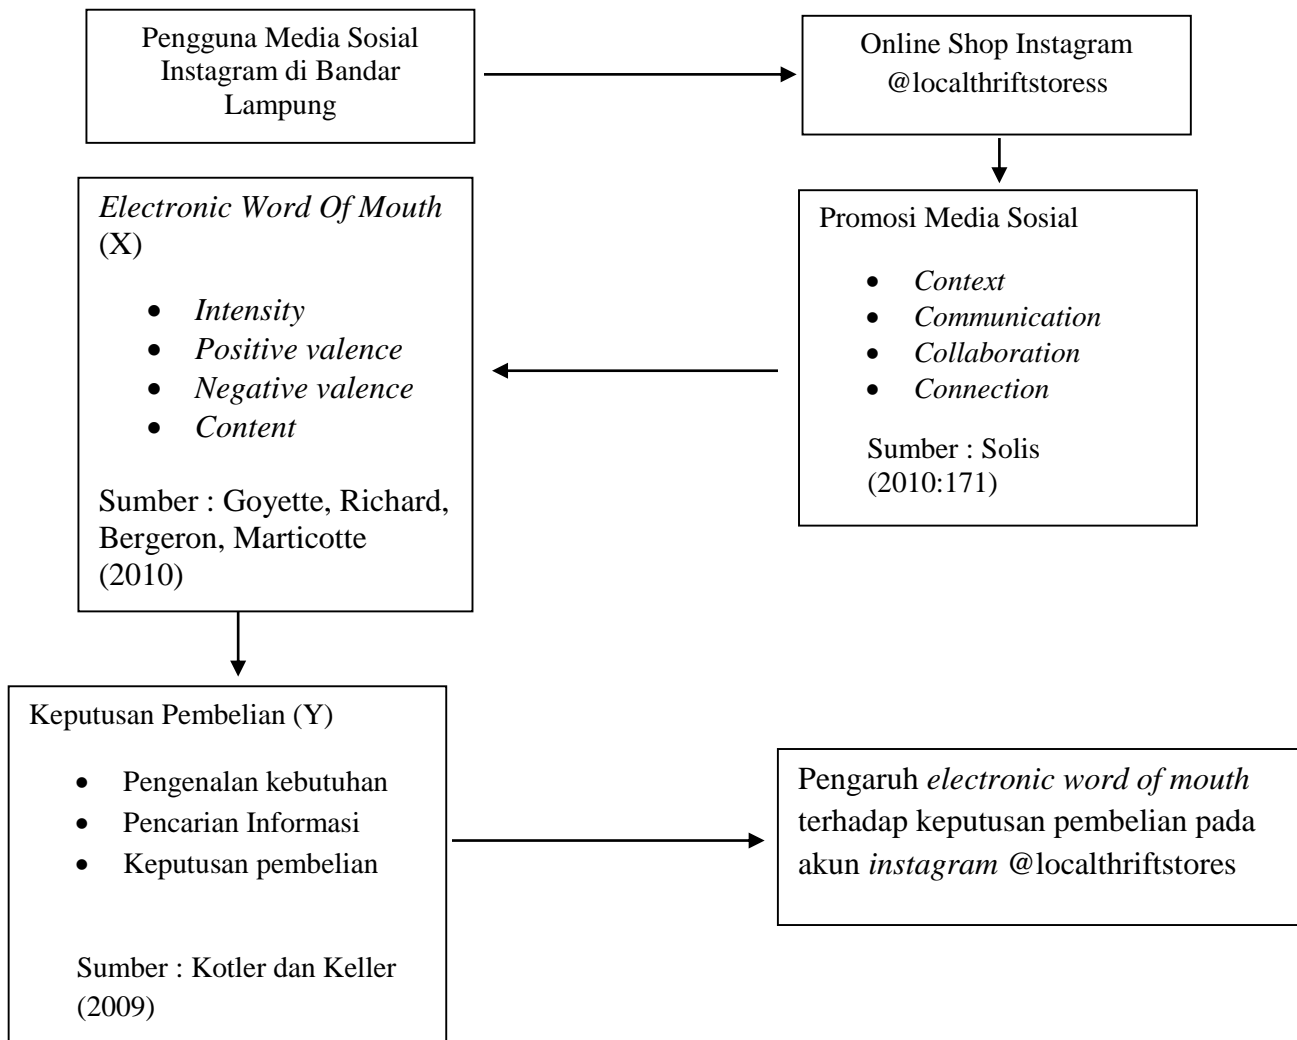 Pengguna Media Sosial
Instagram di Bandar
Lampung
Online Shop Instagram
@localthriftstoress
Electronic Word Of Mouth
(X)
• Intensity
• Positive valence
• Negative valence
• Content
Sumber : Goyette, Richard,
Bergeron, Marticotte
(2010)
Promosi Media Sosial
• Context
• Communication
• Collaboration
• Connection
Sumber : Solis
(2010:171)
Keputusan Pembelian (Y)
• Pengenalan kebutuhan
• Pencarian Informasi
• Keputusan pembelian
Sumber : Kotler dan Keller
(2009)
Pengaruh electronic word of mouth
terhadap keputusan pembelian pada
akun instagram @localthriftstores